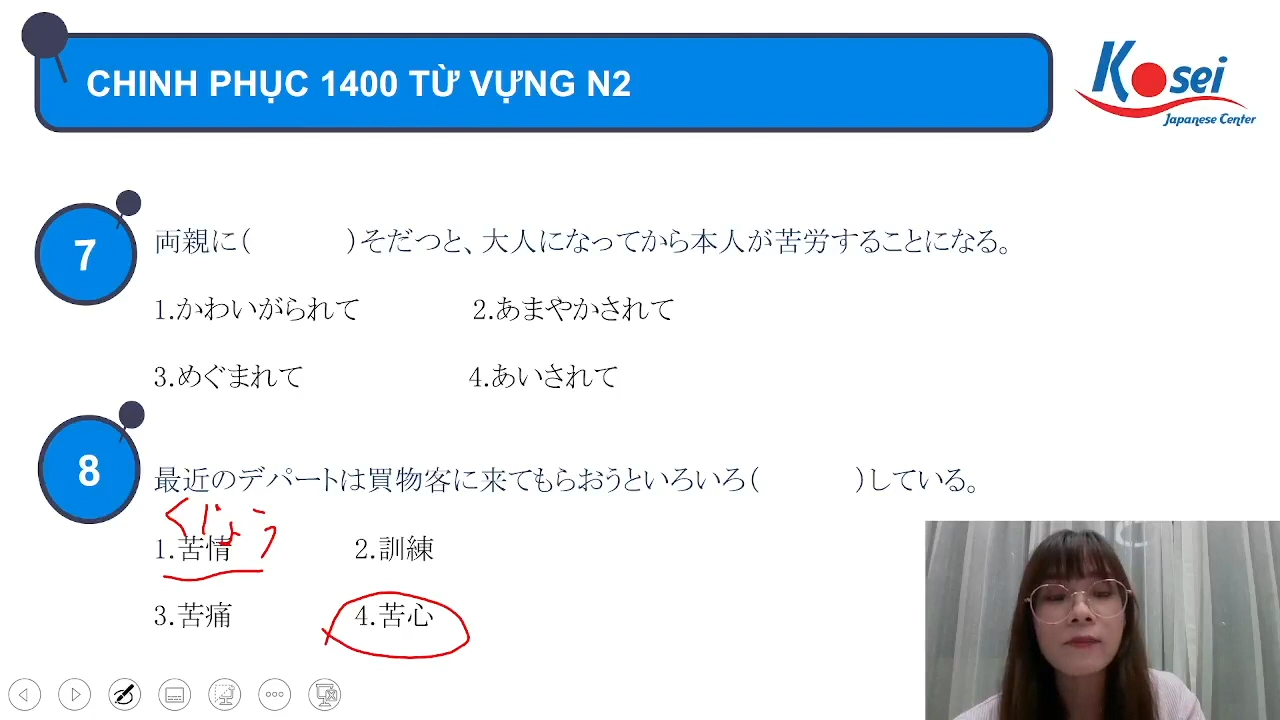 CHINH PHỤC 1400 TỪ VỰNG N2
Kosei
Japanese Center
7
両親に( )そだつと、大人になってから本人が苦労することになる。
1.かわいがられて 2.あまやかされて
3.めぐまれて 4.あいされて
8
最近のデパートは買物客に来てもらおうといろいろ( )している。
くじょう
1.苦情 2.訓練
3.苦痛 4.苦心